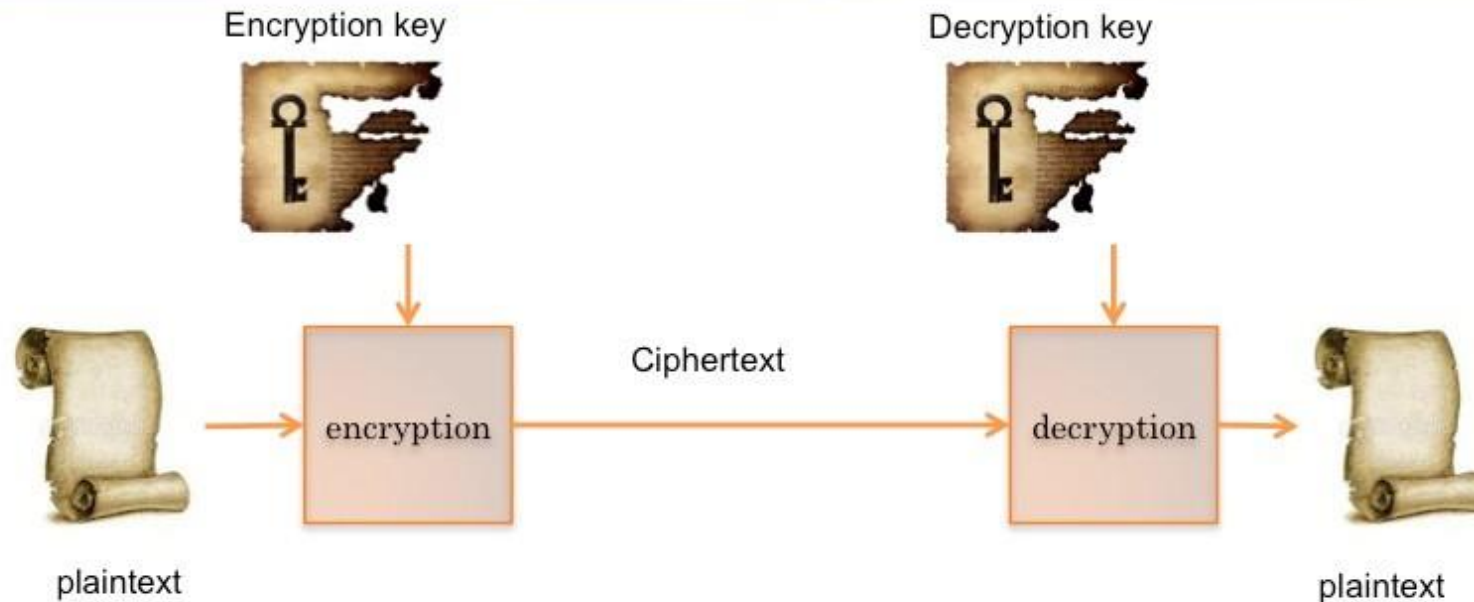 Encryption key
Decryption key
Ciphertext
encryption
decryption
plaintext
plaintext